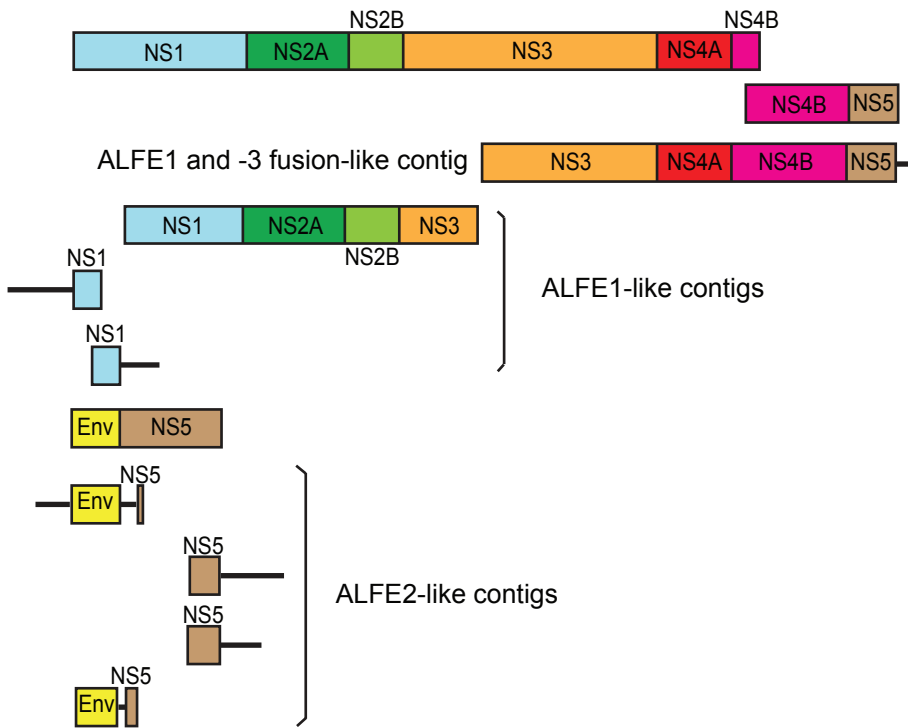 NS2B NS4B
NS1 NS2A NS3 NS4A
NS4B NS5
ALFE1 and -3 fusion-like contig NS3 NS4A NS4B NS5
NS1 NS2A NS3
NS2B
NS1
ALFE1-like contigs
NS1
Env NS5
NS5
Env
NS5
ALFE2-like contigs
NS5
NS5
Env